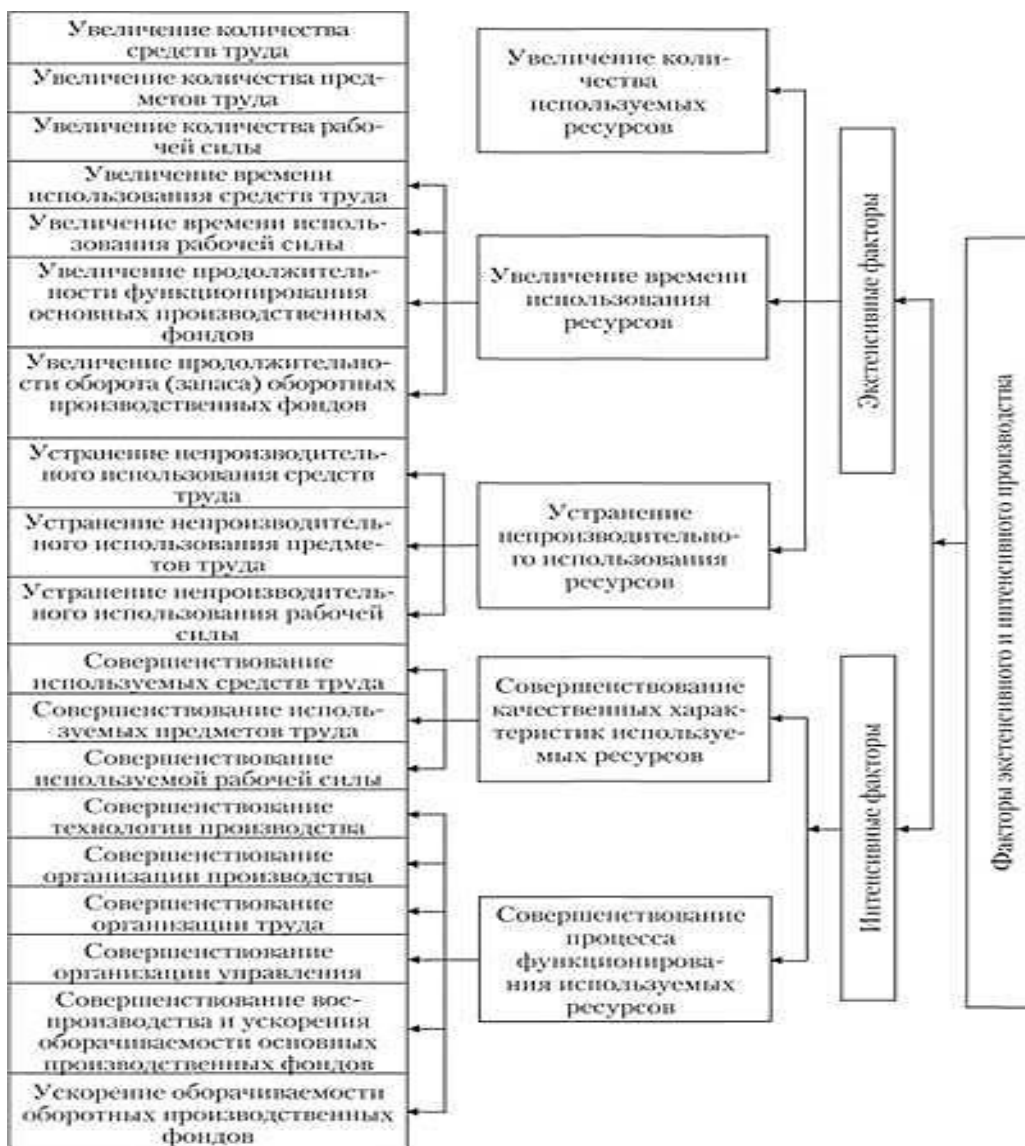 Увеличение количества
средств труда
Увеличение количества пред-
метов труда
Увеличение количества рабо-
чей силы
Увеличение времени
использования средств труда
Увеличение времени исполь-
зования рабочей силы
Увеличение продолжитель-
ности функционирования
основных производственных
фондов
Увеличение продолжительно-
сти оборота (запаса) оборотных
производственных фондов
Устранение непроизводитель-
ного использования средств
труда
Устранение непроизводитель-
ного использования предме-
тов труда
Устранение непроизводитель-
ного использования рабочей
силы
Совершенствование
используемых средств труда
Совершенствование исполь-
зуемых предметов труда
Совершенствование
используемой рабочей силы
Совершенствование
технологии производства
Совершенствование
организации производства
Совершенствование
организации труда
Совершенствование
организации управления
Совершенствование вос-
производства и ускорения
оборачиваемости основных
производственных фондов
Ускорение оборачиваемости
оборотных производственных
фондов
Увеличение коли-
чества
используемых
ресурсов
Увеличение времени
использования
ресурсов
Устранение
непроизводительно-
го использования
ресурсов
Совершенствование
качественных харак-
теристик используе-
мых ресурсов
Совершенствование
процесса
функционирова-
ния используемых
ресурсов
Экстенсивные факторы
Интенсивные факторы
Факторы экстенсивного и интенсивного производства